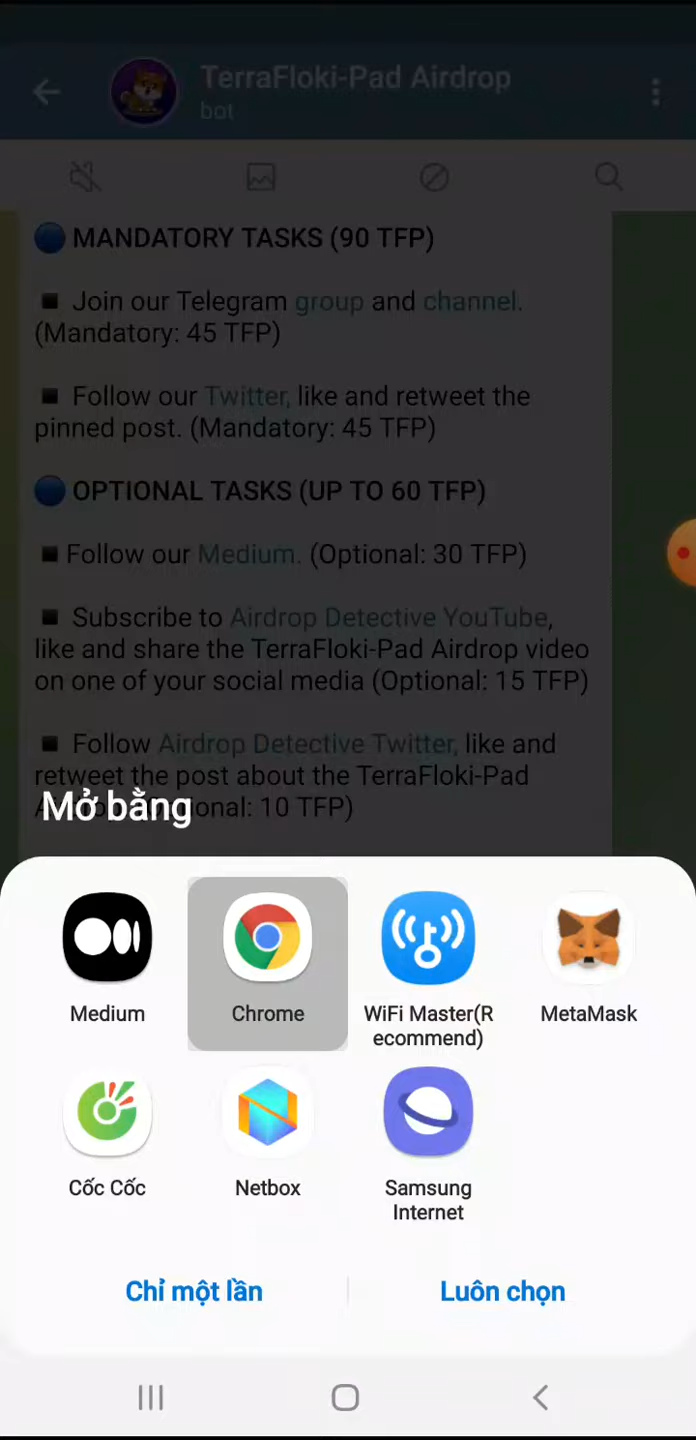 TerraFloki-Pad Airdrop
bot
MANDATORY TASKS (90 TFP)
Join our Telegram group and channel.
(Mandatory: 45 TFP)
Follow our Twitter, like and retweet the
pinned post. (Mandatory: 45 TFP)
OPTIONAL TASKS (UP TO 60 TFP)
Follow our Medium. (Optional: 30 TFP)
Subscribe to Airdrop Detective YouTube,
like and share the TerraFloki-Pad Airdrop video
on one of your social media (Optional: 15 TFP)
Follow Airdrop Detective Twitter, like and
retweet the post about the TerraFloki-Pad
onal: 10 TFP)
Mở bằng
Medium
Chrome
WiFi Master(R
ecommend)
MetaMask
Cốc Cốc
Netbox
Samsung
Internet
Chỉ một lần
Luôn chọn